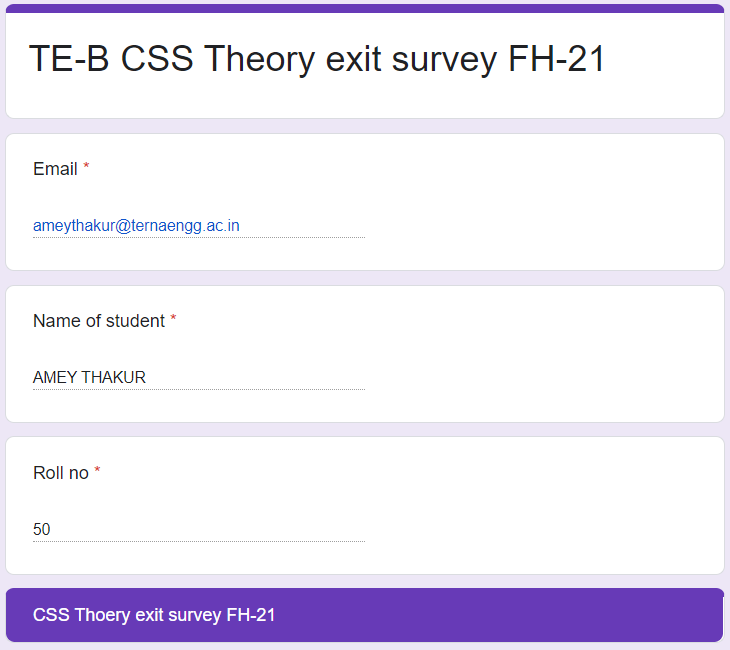 TE-B CSS Theory exit survey FH-21
Email *
ameythakur@ternaengg.ac.in
Name of student *
AMEY THAKUR
Roll no *
50
CSS Thoery exit survey FH-21